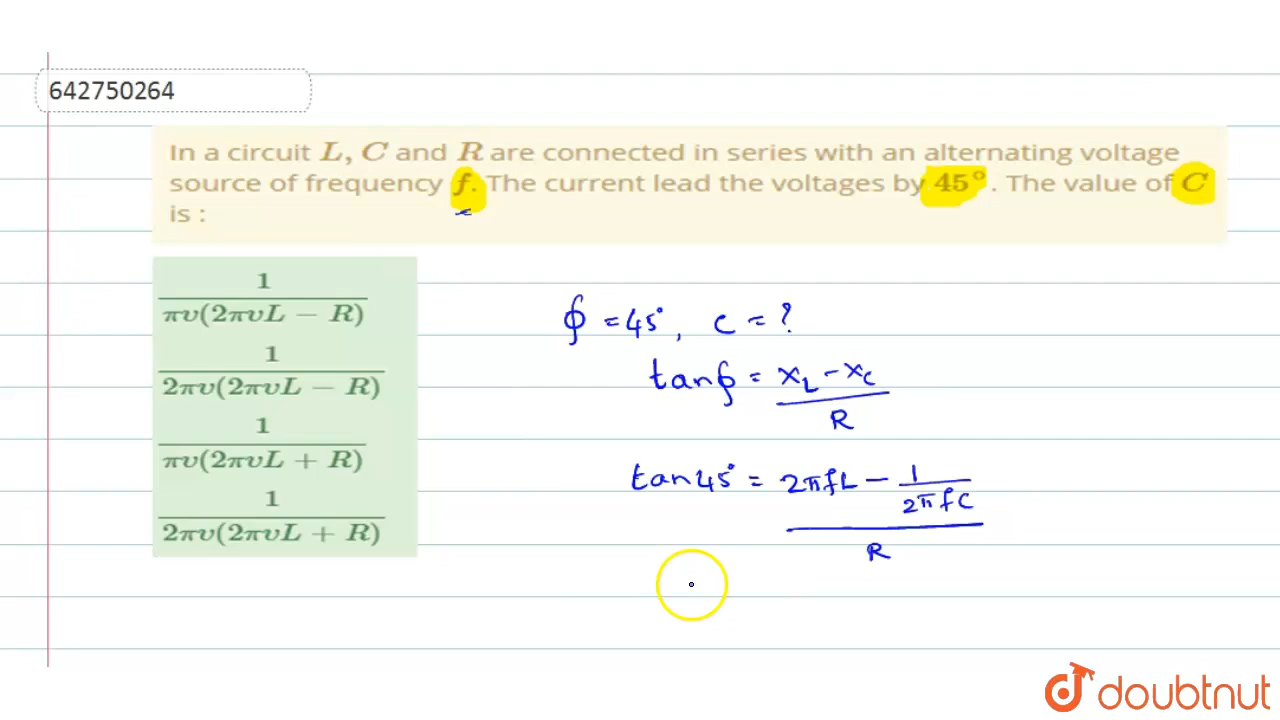 642750264
In a circuit L, C and R are connected in series with an alternating voltage
source of frequency f. The current lead the voltages by 45°. The value of C
is :
1/(πυ(2πυL − R))
1/(2πυ(2πυL − R))
1/(πυ(2πυL + R))
1/(2πυ(2πυL + R))
ϕ = 45°, C = ?
tanϕ = (XL − XC)/R
tan45° = (2πfL − 1/(2πfC))/R
doubtnut